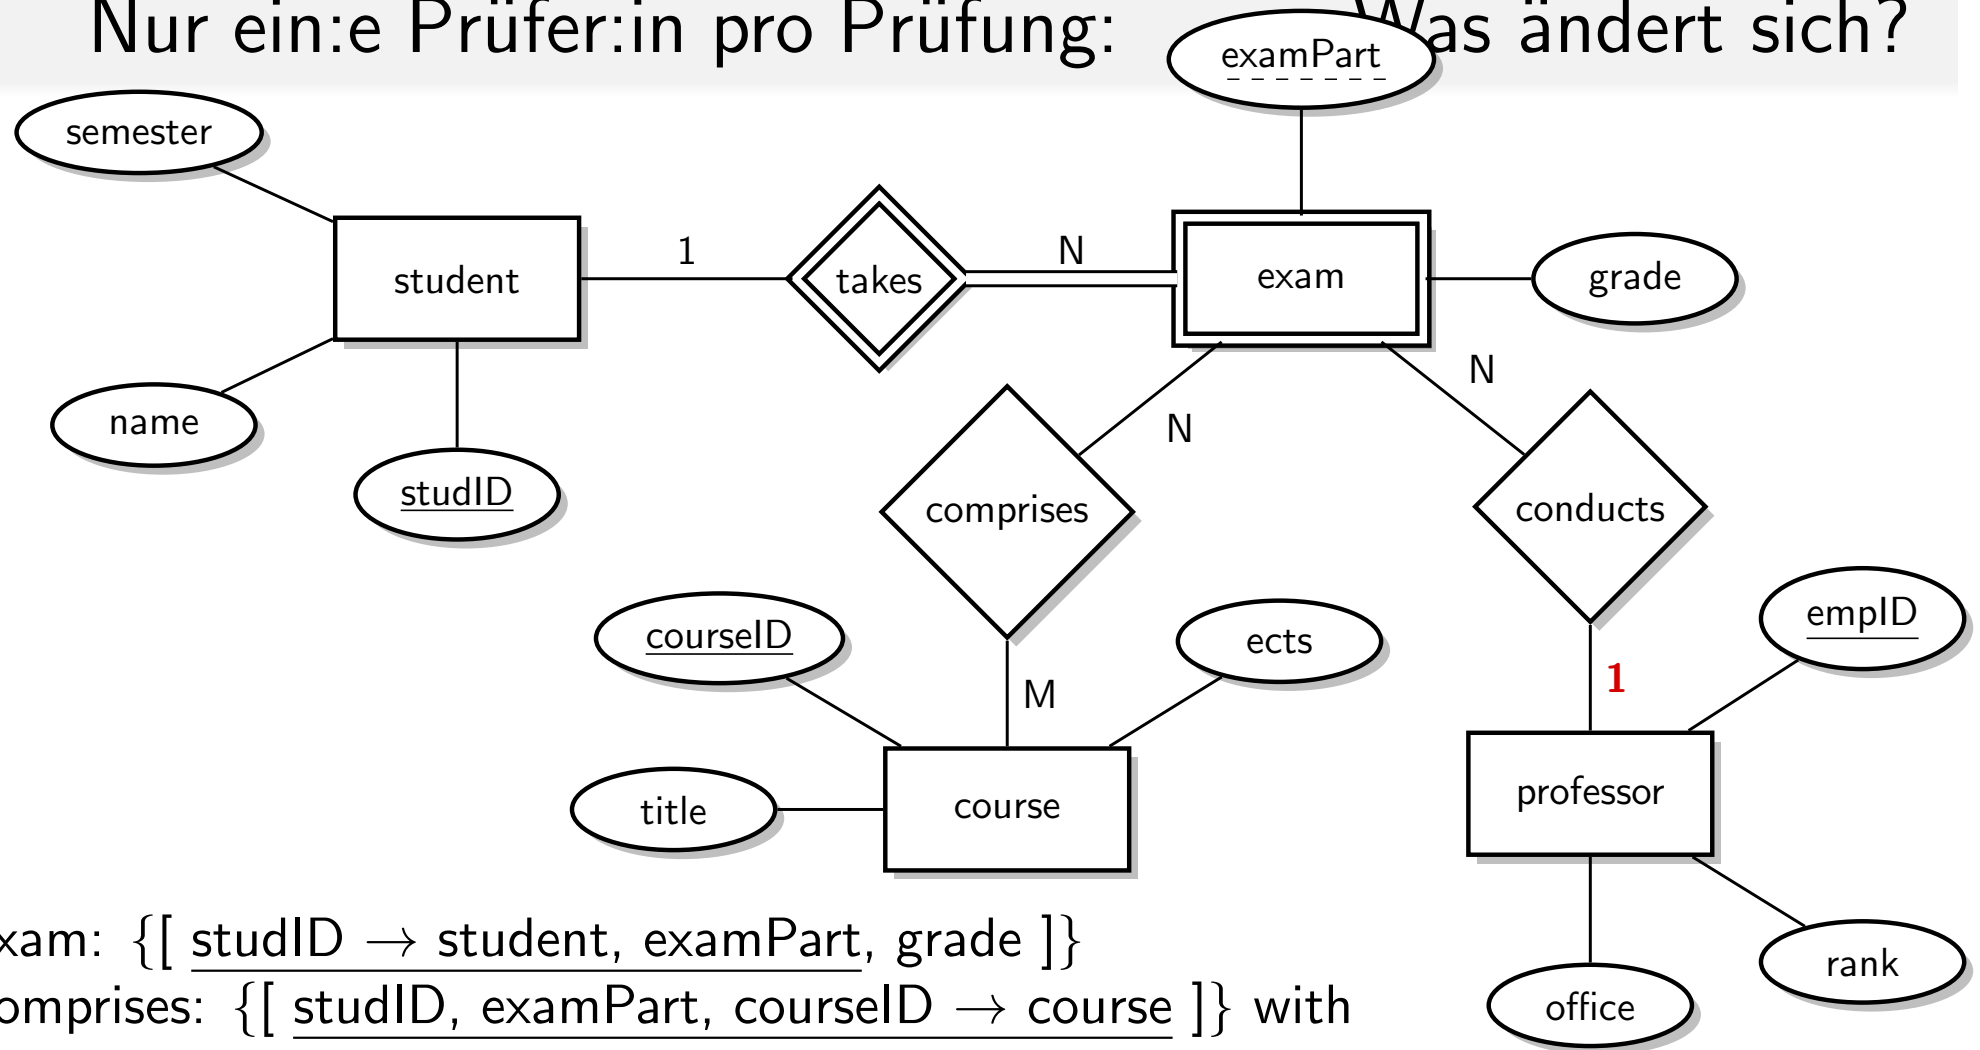 Nur ein:e Prüfer:in pro Prüfung: Was ändert sich?
examPart
semester
student
1
takes
N
exam
grade
name
studID
N
N
comprises
conducts
courseID
ects
empID
M
1
title
course
professor
xam: {[ studID → student, examPart, grade ]}
omprises: {[ studID, examPart, courseID → course ]} with
rank
office